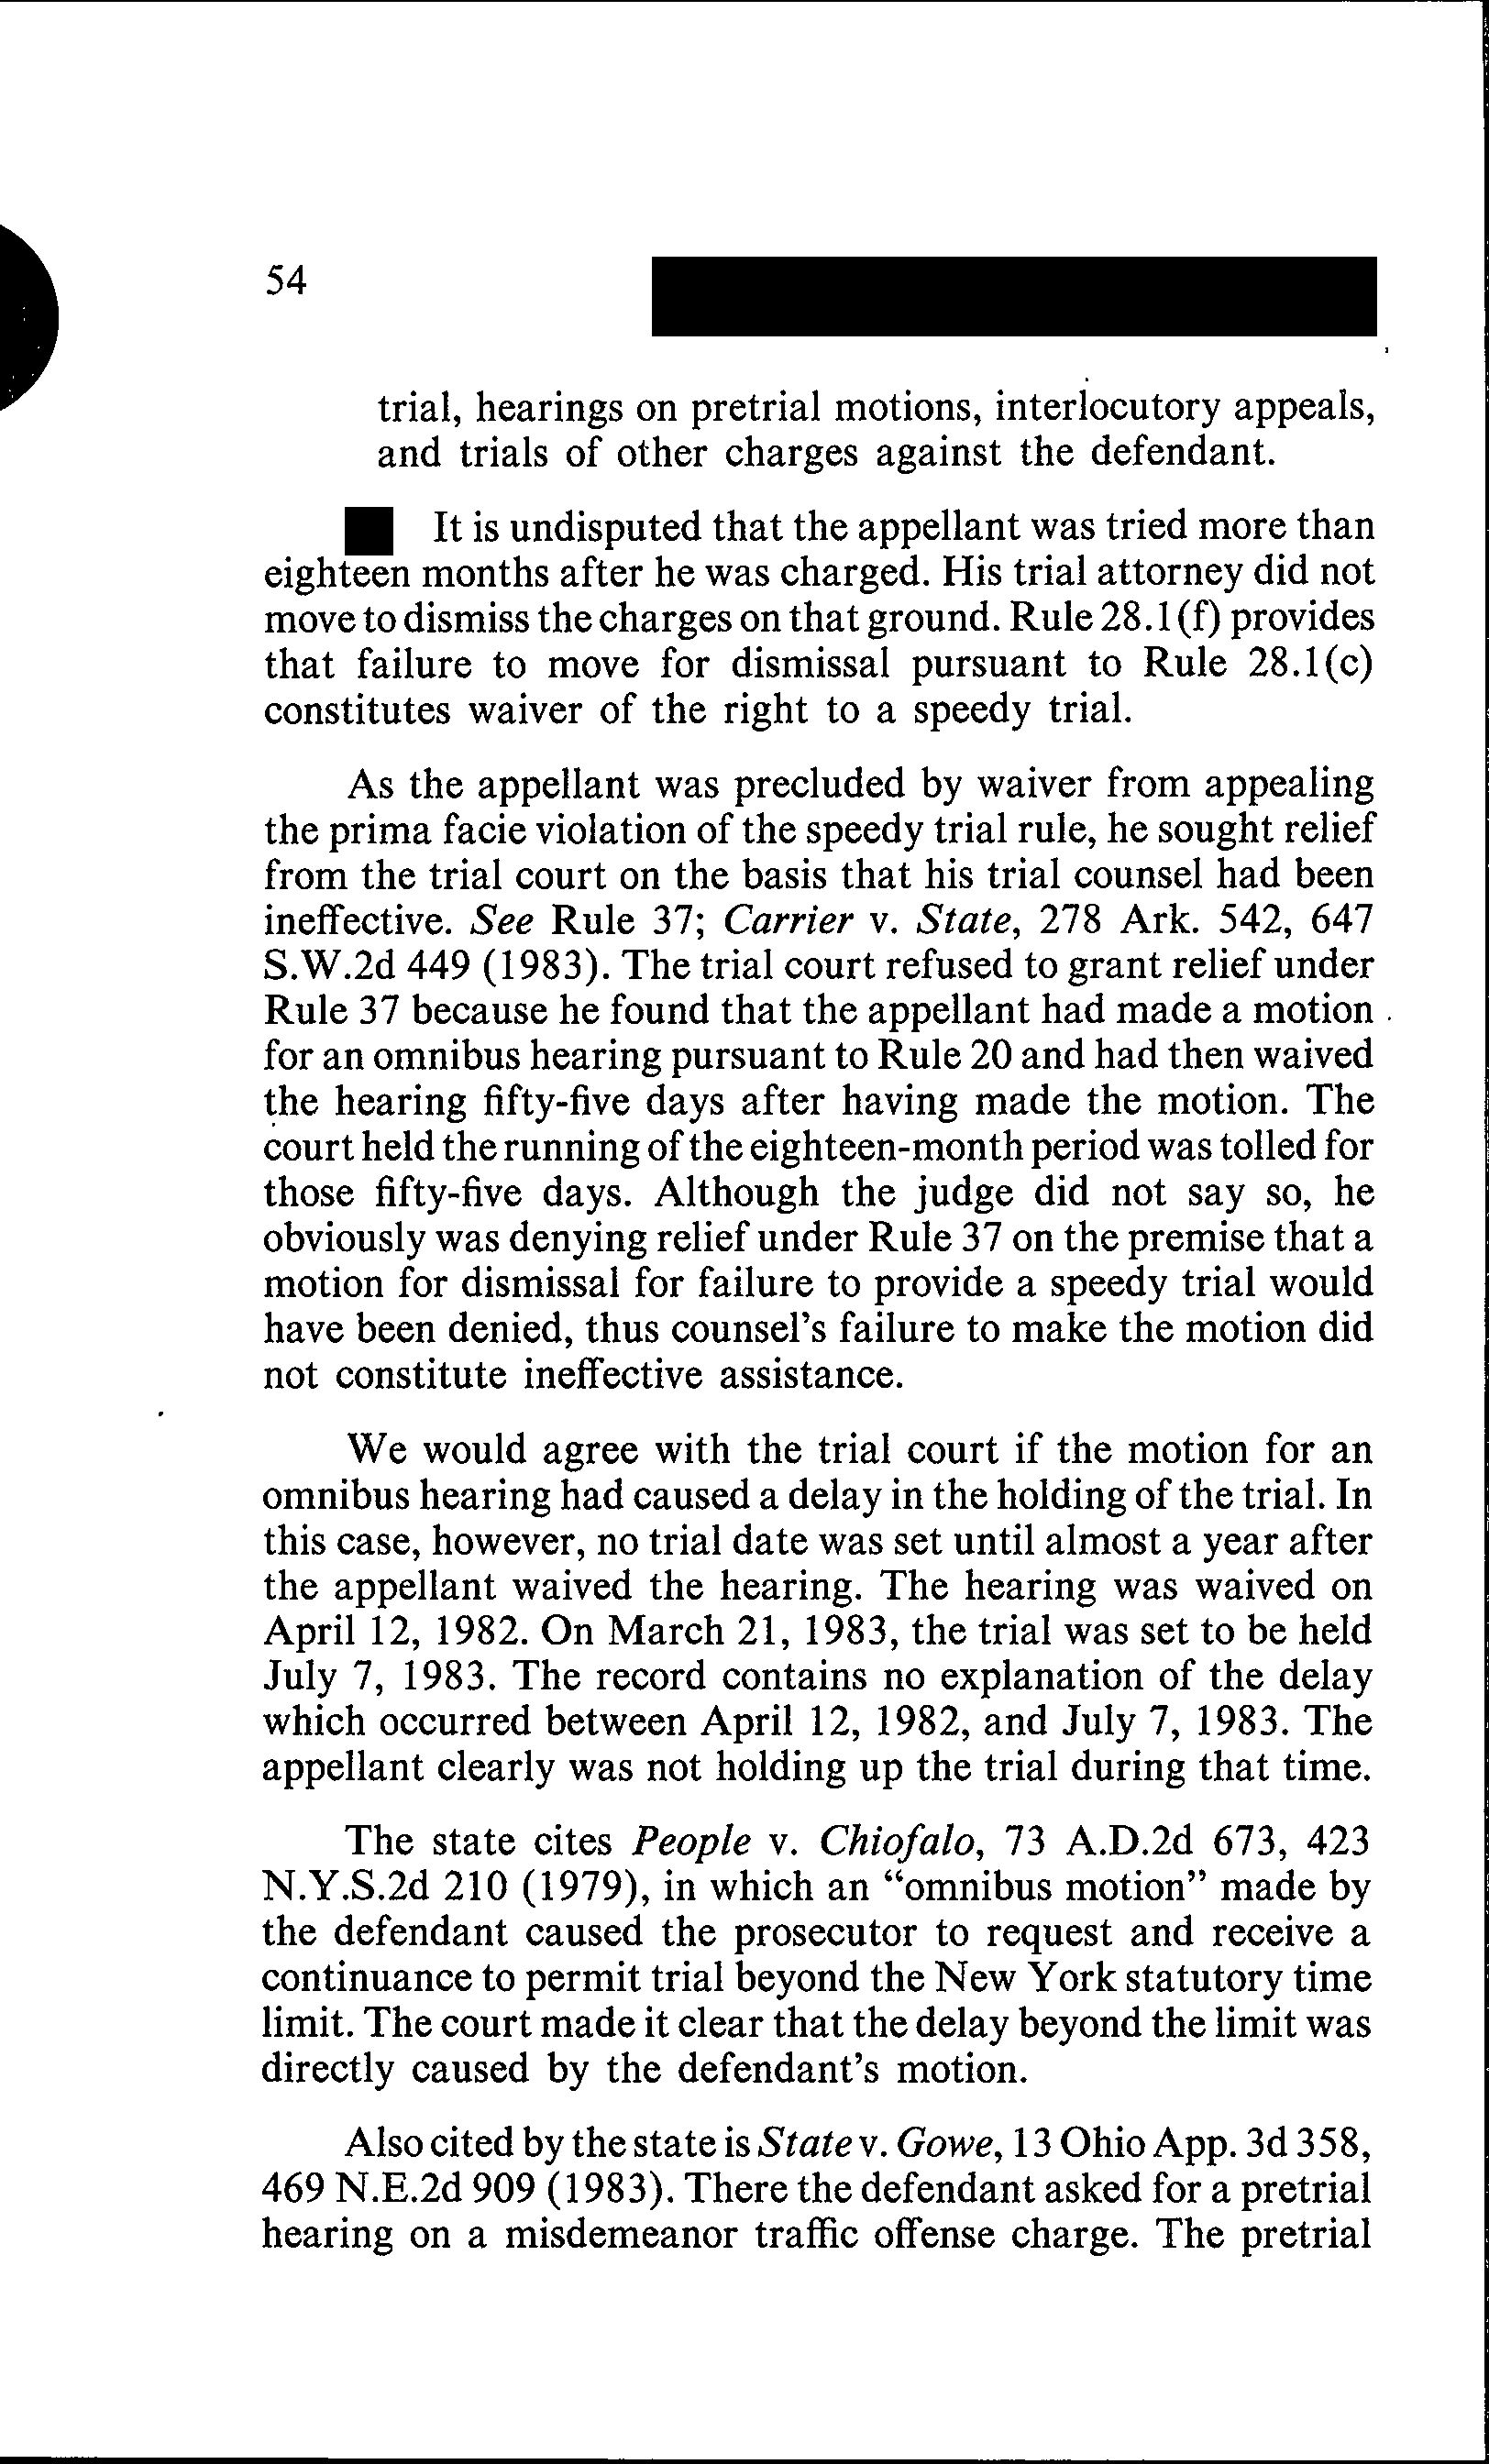 54
trial, hearings on pretrial motions, interlocutory appeals,
and trials of other charges against the defendant.
It is undisputed that the appellant was tried more than
eighteen months after he was charged. His trial attorney did not
move to dismiss the charges on that ground. Rule 28.1(f) provides
that failure to move for dismissal pursuant to Rule 28.1(c)
constitutes waiver of the right to a speedy trial.
As the appellant was precluded by waiver from appealing
the prima facie violation of the speedy trial rule, he sought relief
from the trial court on the basis that his trial counsel had been
ineffective. See Rule 37; Carrier v. State, 278 Ark. 542, 647
S.W.2d 449 (1983). The trial court refused to grant relief under
Rule 37 because he found that the appellant had made a motion
for an omnibus hearing pursuant to Rule 20 and had then waived
the hearing fifty-five days after having made the motion. The
court held the running of the eighteen-month period was tolled for
those fifty-five days. Although the judge did not say so, he
obviously was denying relief under Rule 37 on the premise that a
motion for dismissal for failure to provide a speedy trial would
have been denied, thus counsel's failure to make the motion did
not constitute ineffective assistance.
We would agree with the trial court if the motion for an
omnibus hearing had caused a delay in the holding of the trial. In
this case, however, no trial date was set until almost a year after
the appellant waived the hearing. The hearing was waived on
April 12, 1982. On March 21, 1983, the trial was set to be held
July 7, 1983. The record contains no explanation of the delay
which occurred between April 12, 1982, and July 7, 1983. The
appellant clearly was not holding up the trial during that time.
The state cites People v. Chiofalo, 73 A.D.2d 673, 423
N.Y.S.2d 210 (1979), in which an "omnibus motion" made by
the defendant caused the prosecutor to request and receive a
continuance to permit trial beyond the New York statutory time
limit. The court made it clear that the delay beyond the limit was
directly caused by the defendant's motion.
Also cited by the state is State v. Gowe, 13 Ohio App. 3d 358,
469 N.E.2d 909 (1983). There the defendant asked for a pretrial
hearing on a misdemeanor traffic offense charge. The pretrial